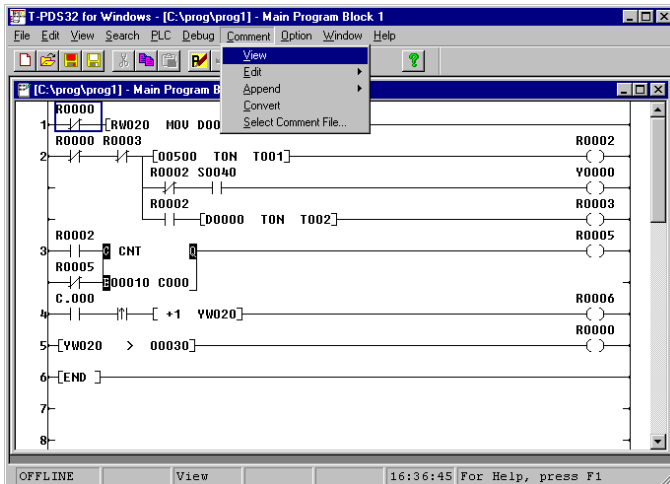 T-PDS32 for Windows - [C:\prog\prog1] - Main Program Block 1
File Edit View Search PLC Debug Comment Option Window Help
View
Edit
Append
Convert
Select Comment File...
[C:\prog\prog1] - Main Program B
R0000
1 [RW020 MOV D00
R0000 R0003 R0002
2 [00500 TON T001] ( )
R0002 S0040 Y0000
R0002 R0003
[D0000 TON T002] ( )
R0002 R0005
3 C CNT Q ( )
R0005
E 00010 C000
C.000 R0006
4 [ +1 YW020] ( )
R0000
5 [YW020 > 00030] ( )
6 [END ]
7
8
OFFLINE View 16:36:45 For Help, press F1